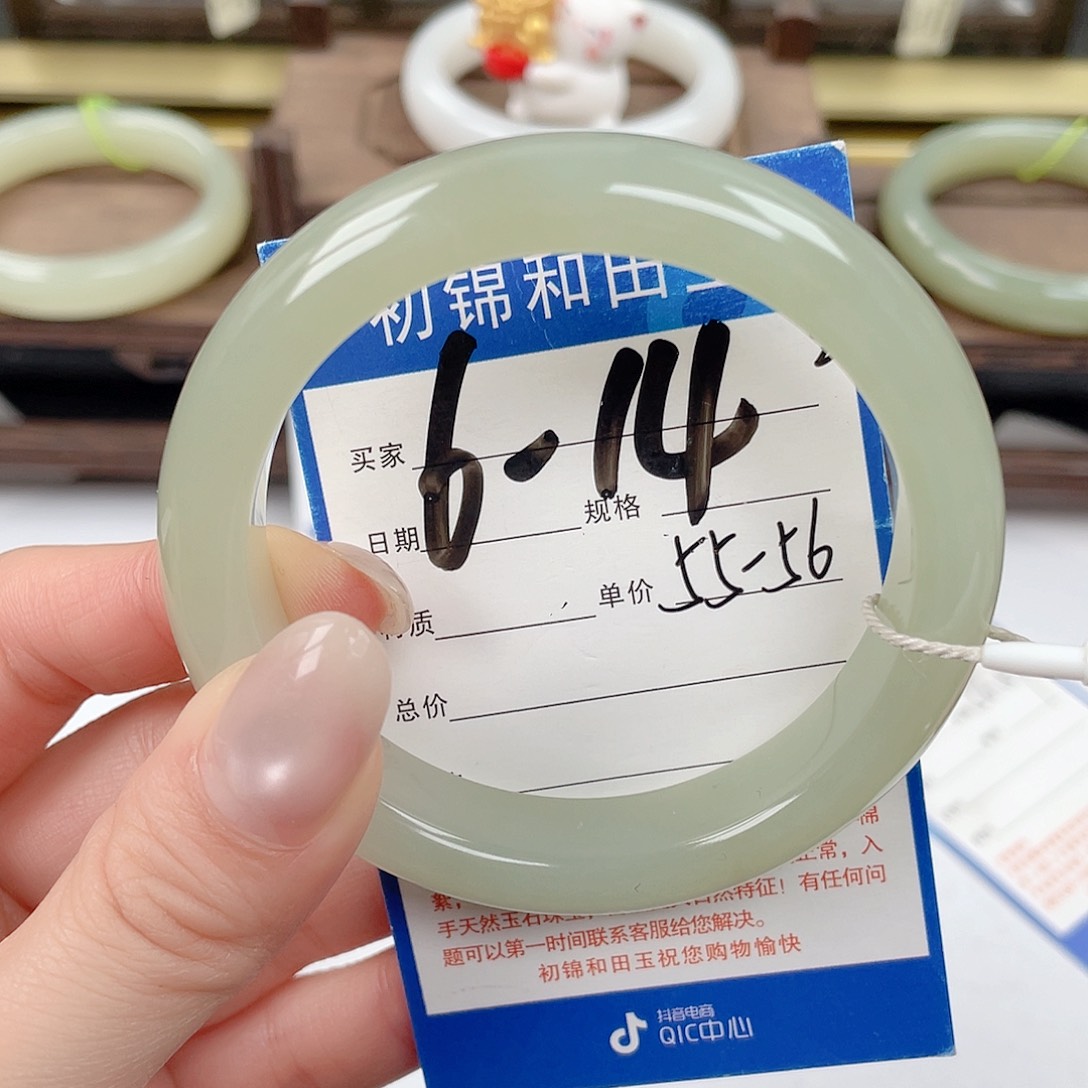 初锦和田玉
6-14
买家
日期
规格
单价 55-56
材质
总价
正常，入
手天然玉石
特征！有任何问
题可以第一时间联系客服给您解决。
初锦和田玉祝您购物愉快
抖音电商
QIC中心